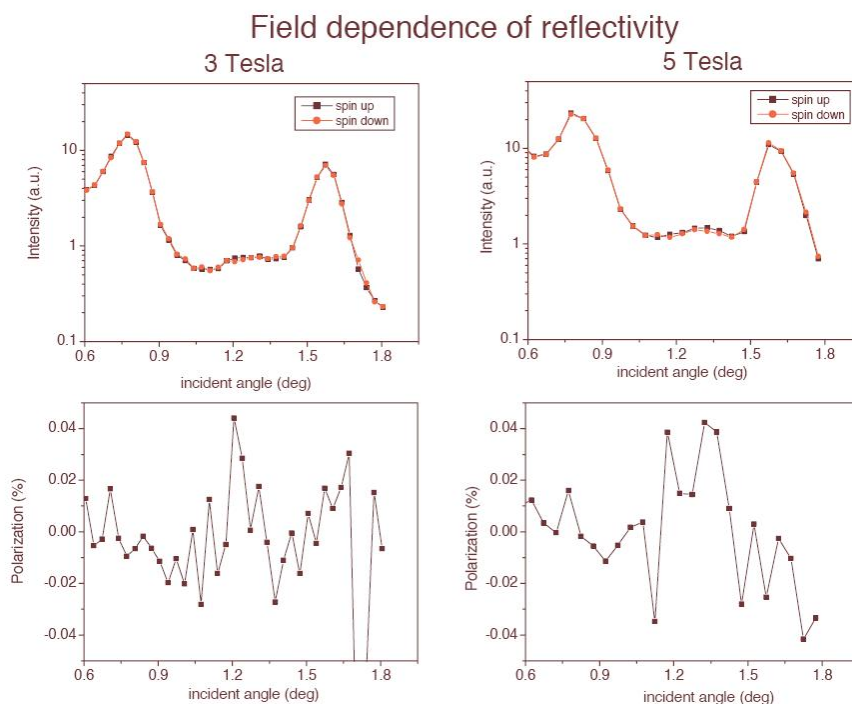 Field dependence of reflectivity
3 Tesla
5 Tesla
Intensity (a.u.)
10
1
0.1
spin up
spin down
0.6 0.9 1.2 1.5 1.8
incident angle (deg)
Intensity (a.u.)
10
1
0.1
spin up
spin down
0.6 0.9 1.2 1.5 1.8
incident angle (deg)
Polarization (%)
0.04
0.02
0.00
-0.02
-0.04
0.6 0.9 1.2 1.5 1.8
incident angle (deg)
Polarization (%)
0.04
0.02
0.00
-0.02
-0.04
0.6 0.9 1.2 1.5 1.8
incident angle (deg)